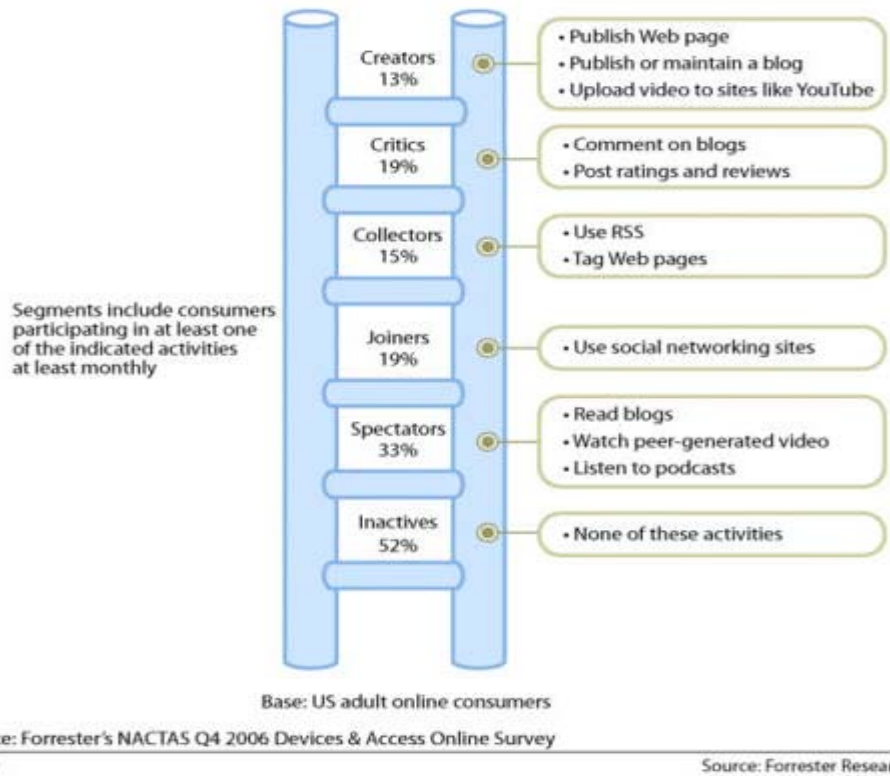 Creators
13%
• Publish Web page
• Publish or maintain a blog
• Upload video to sites like YouTube
Critics
19%
• Comment on blogs
• Post ratings and reviews
Collectors
15%
• Use RSS
• Tag Web pages
Segments include consumers
participating in at least one
of the indicated activities
at least monthly
Joiners
19%
• Use social networking sites
Spectators
33%
• Read blogs
• Watch peer-generated video
• Listen to podcasts
Inactives
52%
• None of these activities
Base: US adult online consumers
Forrester's NACTAS Q4 2006 Devices & Access Online Survey
Source: Forrester